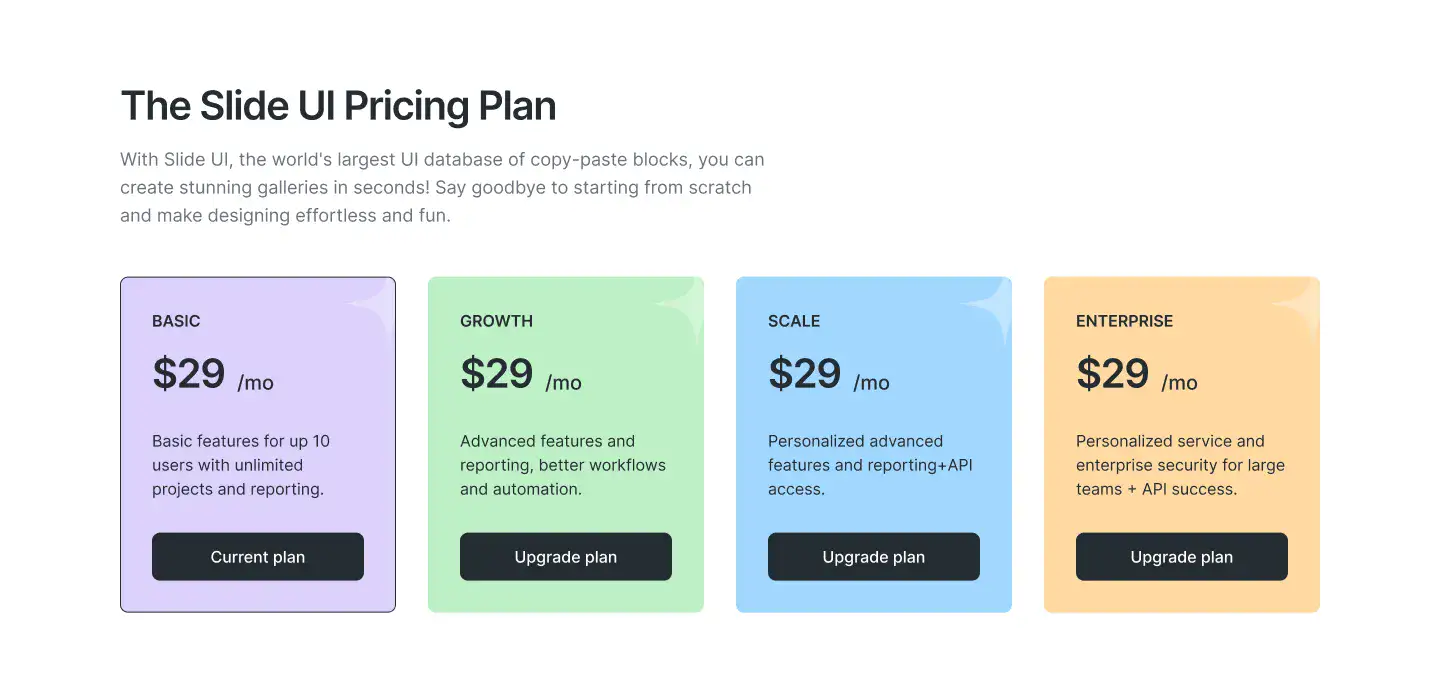 The Slide UI Pricing Plan
With Slide UI, the world's largest UI database of copy-paste blocks, you can
create stunning galleries in seconds! Say goodbye to starting from scratch
and make designing effortless and fun.
BASIC
$29 /mo
Basic features for up 10
users with unlimited
projects and reporting.
Current plan
GROWTH
$29 /mo
Advanced features and
reporting, better workflows
and automation.
Upgrade plan
SCALE
$29 /mo
Personalized advanced
features and reporting+API
access.
Upgrade plan
ENTERPRISE
$29 /mo
Personalized service and
enterprise security for large
teams + API success.
Upgrade plan